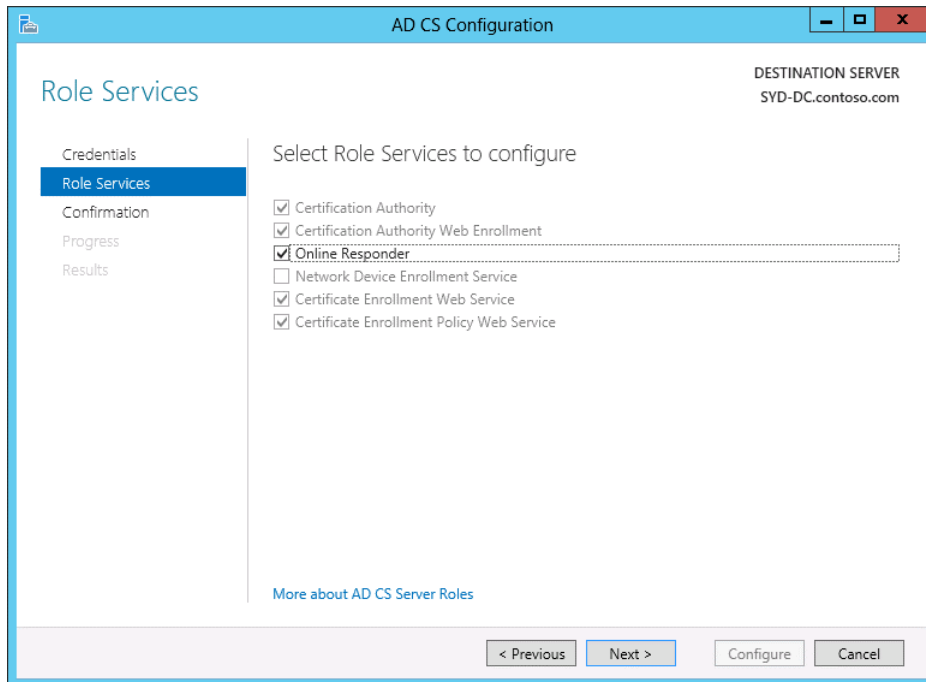 AD CS Configuration
Role Services
DESTINATION SERVER
SYD-DC.contoso.com
Credentials
Role Services
Confirmation
Progress
Results
Select Role Services to configure
Certification Authority
Certification Authority Web Enrollment
Online Responder
Network Device Enrollment Service
Certificate Enrollment Web Service
Certificate Enrollment Policy Web Service
More about AD CS Server Roles
< Previous
Next >
Configure
Cancel